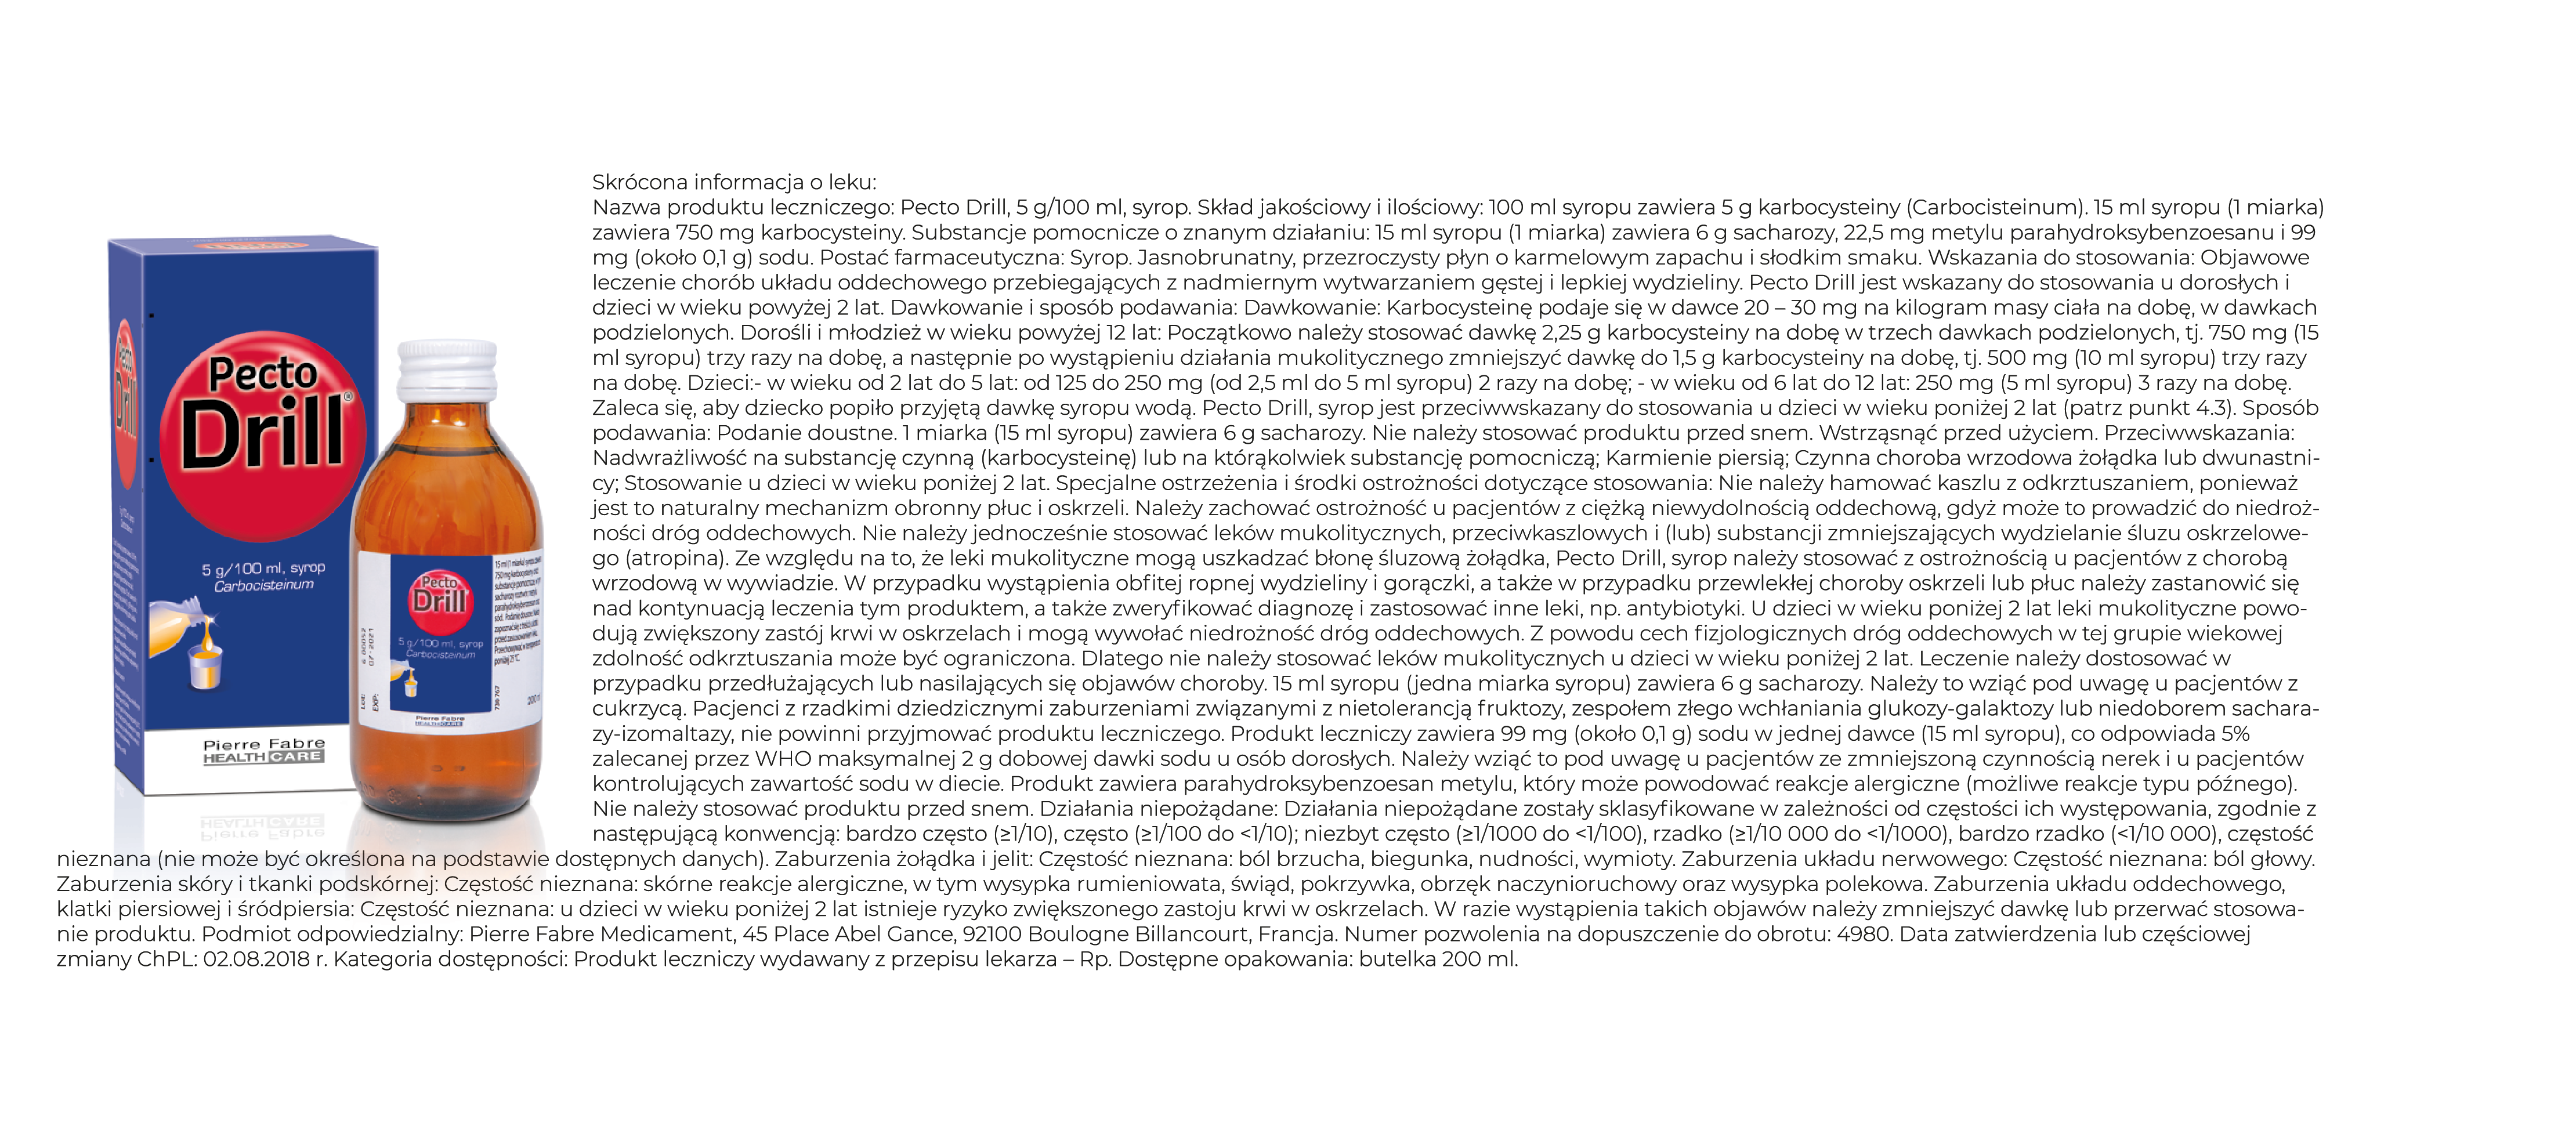 Skrócona informacja o leku:
Nazwa produktu leczniczego: Pecto Drill, 5 g/100 ml, syrop. Skład jakościowy i ilościowy: 100 ml syropu zawiera 5 g karbocysteiny (Carbocisteinum). 15 ml syropu (1 miarka)
zawiera 750 mg karbocysteiny. Substancje pomocnicze o znanym działaniu: 15 ml syropu (1 miarka) zawiera 6 g sacharozy, 22,5 mg metylu parahydroksybenzoesanu i 99
mg (około 0,1 g) sodu. Postać farmaceutyczna: Syrop. Jasnobrunatny, przezroczysty płyn o karmelowym zapachu i słodkim smaku. Wskazania do stosowania: Objawowe
leczenie chorób układu oddechowego przebiegających z nadmiernym wytwarzaniem gęstej i lepkiej wydzieliny. Pecto Drill jest wskazany do stosowania u dorosłych i
dzieci w wieku powyżej 2 lat. Dawkowanie i sposób podawania: Dawkowanie: Karbocysteinę podaje się w dawce 20 – 30 mg na kilogram masy ciała na dobę, w dawkach
podzielonych. Dorośli i młodzież w wieku powyżej 12 lat: Początkowo należy stosować dawkę 2,25 g karbocysteiny na dobę w trzech dawkach podzielonych, tj. 750 mg (15
ml syropu) trzy razy na dobę, a następnie po wystąpieniu działania mukolitycznego zmniejszyć dawkę do 1,5 g karbocysteiny na dobę, tj. 500 mg (10 ml syropu) trzy razy
na dobę. Dzieci:- w wieku od 2 lat do 5 lat: od 125 do 250 mg (od 2,5 ml do 5 ml syropu) 2 razy na dobę; - w wieku od 6 lat do 12 lat: 250 mg (5 ml syropu) 3 razy na dobę.
Zaleca się, aby dziecko popiło przyjętą dawkę syropu wodą. Pecto Drill, syrop jest przeciwwskazany do stosowania u dzieci w wieku poniżej 2 lat (patrz punkt 4.3). Sposób
podawania: Podanie doustne. 1 miarka (15 ml syropu) zawiera 6 g sacharozy. Nie należy stosować produktu przed snem. Wstrząsnąć przed użyciem. Przeciwwskazania:
Nadwrażliwość na substancję czynną (karbocysteinę) lub na którąkolwiek substancję pomocniczą; Karmienie piersią; Czynna choroba wrzodowa żołądka lub dwunastni-
cy; Stosowanie u dzieci w wieku poniżej 2 lat. Specjalne ostrzeżenia i środki ostrożności dotyczące stosowania: Nie należy hamować kaszlu z odkrztuszaniem, ponieważ
jest to naturalny mechanizm obronny płuc i oskrzeli. Należy zachować ostrożność u pacjentów z ciężką niewydolnością oddechową, gdyż może to prowadzić do niedroż-
ności dróg oddechowych. Nie należy jednocześnie stosować leków mukolitycznych, przeciwkaszlowych i (lub) substancji zmniejszających wydzielanie śluzu oskrzelowe-
go (atropina). Ze względu na to, że leki mukolityczne mogą uszkadzać błonę śluzową żołądka, Pecto Drill, syrop należy stosować z ostrożnością u pacjentów z chorobą
wrzodową w wywiadzie. W przypadku wystąpienia obfitej ropnej wydzieliny i gorączki, a także w przypadku przewlekłej choroby oskrzeli lub płuc należy zastanowić się
nad kontynuacją leczenia tym produktem, a także zweryfikować diagnozę i zastosować inne leki, np. antybiotyki. U dzieci w wieku poniżej 2 lat leki mukolityczne powo-
dują zwiększony zastój krwi w oskrzelach i mogą wywołać niedrożność dróg oddechowych. Z powodu cech fizjologicznych dróg oddechowych w tej grupie wiekowej
zdolność odkrztuszania może być ograniczona. Dlatego nie należy stosować leków mukolitycznych u dzieci w wieku poniżej 2 lat. Leczenie należy dostosować w
przypadku przedłużających lub nasilających się objawów choroby. 15 ml syropu (jedna miarka syropu) zawiera 6 g sacharozy. Należy to wziąć pod uwagę u pacjentów z
cukrzycą. Pacjenci z rzadkimi dziedzicznymi zaburzeniami związanymi z nietolerancją fruktozy, zespołem złego wchłaniania glukozy-galaktozy lub niedoborem sachara-
zy-izomaltazy, nie powinni przyjmować produktu leczniczego. Produkt leczniczy zawiera 99 mg (około 0,1 g) sodu w jednej dawce (15 ml syropu), co odpowiada 5%
zalecanej przez WHO maksymalnej 2 g dobowej dawki sodu u osób dorosłych. Należy wziąć to pod uwagę u pacjentów ze zmniejszoną czynnością nerek i u pacjentów
kontrolujących zawartość sodu w diecie. Produkt zawiera parahydroksybenzoesan metylu, który może powodować reakcje alergiczne (możliwe reakcje typu późnego).
Nie należy stosować produktu przed snem. Działania niepożądane: Działania niepożądane zostały sklasyfikowane w zależności od częstości ich występowania, zgodnie z
następującą konwencją: bardzo często (≥1/10), często (≥1/100 do <1/10); niezbyt często (≥1/1000 do <1/100), rzadko (≥1/10 000 do <1/1000), bardzo rzadko (<1/10 000), częstość
nieznana (nie może być określona na podstawie dostępnych danych). Zaburzenia żołądka i jelit: Częstość nieznana: ból brzucha, biegunka, nudności, wymioty. Zaburzenia układu nerwowego: Częstość nieznana: ból głowy.
Zaburzenia skóry i tkanki podskórnej: Częstość nieznana: skórne reakcje alergiczne, w tym wysypka rumieniowata, świąd, pokrzywka, obrzęk naczynioruchowy oraz wysypka polekowa. Zaburzenia układu oddechowego,
klatki piersiowej i śródpiersia: Częstość nieznana: u dzieci w wieku poniżej 2 lat istnieje ryzyko zwiększonego zastoju krwi w oskrzelach. W razie wystąpienia takich objawów należy zmniejszyć dawkę lub przerwać stosowa-
nie produktu. Podmiot odpowiedzialny: Pierre Fabre Medicament, 45 Place Abel Gance, 92100 Boulogne Billancourt, Francja. Numer pozwolenia na dopuszczenie do obrotu: 4980. Data zatwierdzenia lub częściowej
zmiany ChPL: 02.08.2018 r. Kategoria dostępności: Produkt leczniczy wydawany z przepisu lekarza – Rp. Dostępne opakowania: butelka 200 ml.
Pecto
Drill®
5 g/100 ml, syrop
Carbocisteinum
Pierre Fabre
HEALTH CARE
Pecto
Drill
5 g/100 ml, syrop
Carbocisteinum
Pierre Fabre
HEALTH CARE
LOT:
EXP: 07-2021
730 767
200 ml